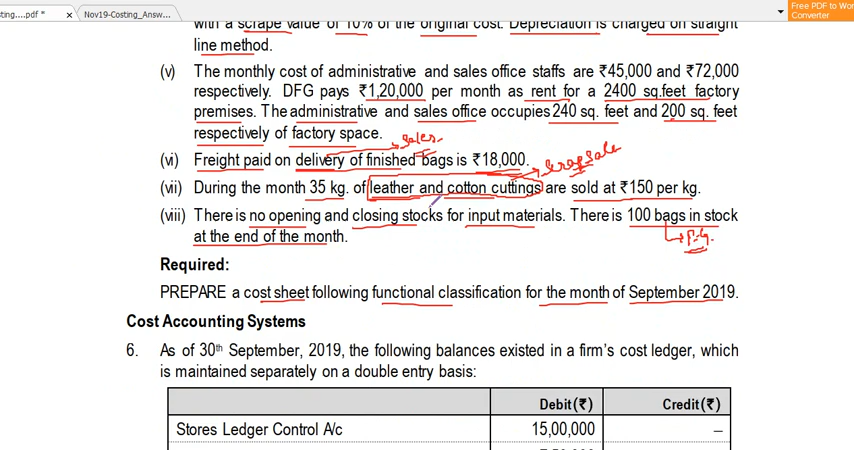 ting....pdf * x Nov19-Costing_Answ...
Free PDF to Wor
Converter
with a scrape value of 10% of the original cost. Depreciation is charged on straight
line method.
(v) The monthly cost of administrative and sales office staffs are ₹45,000 and ₹72,000
respectively. DFG pays ₹1,20,000 per month as rent for a 2400 sq.feet factory
premises. The administrative and sales office occupies 240 sq. feet and 200 sq. feet
respectively of factory space.
sales
(vi) Freight paid on delivery of finished bags is ₹18,000.
scrap sale
(vii) During the month 35 kg. of leather and cotton cuttings are sold at ₹150 per kg.
(viii) There is no opening and closing stocks for input materials. There is 100 bags in stock
at the end of the month.
F.G.
Required:
PREPARE a cost sheet following functional classification for the month of September 2019.
Cost Accounting Systems
6. As of 30th September, 2019, the following balances existed in a firm's cost ledger, which
is maintained separately on a double entry basis:
Debit (₹) Credit (₹)
Stores Ledger Control A/c 15,00,000 –